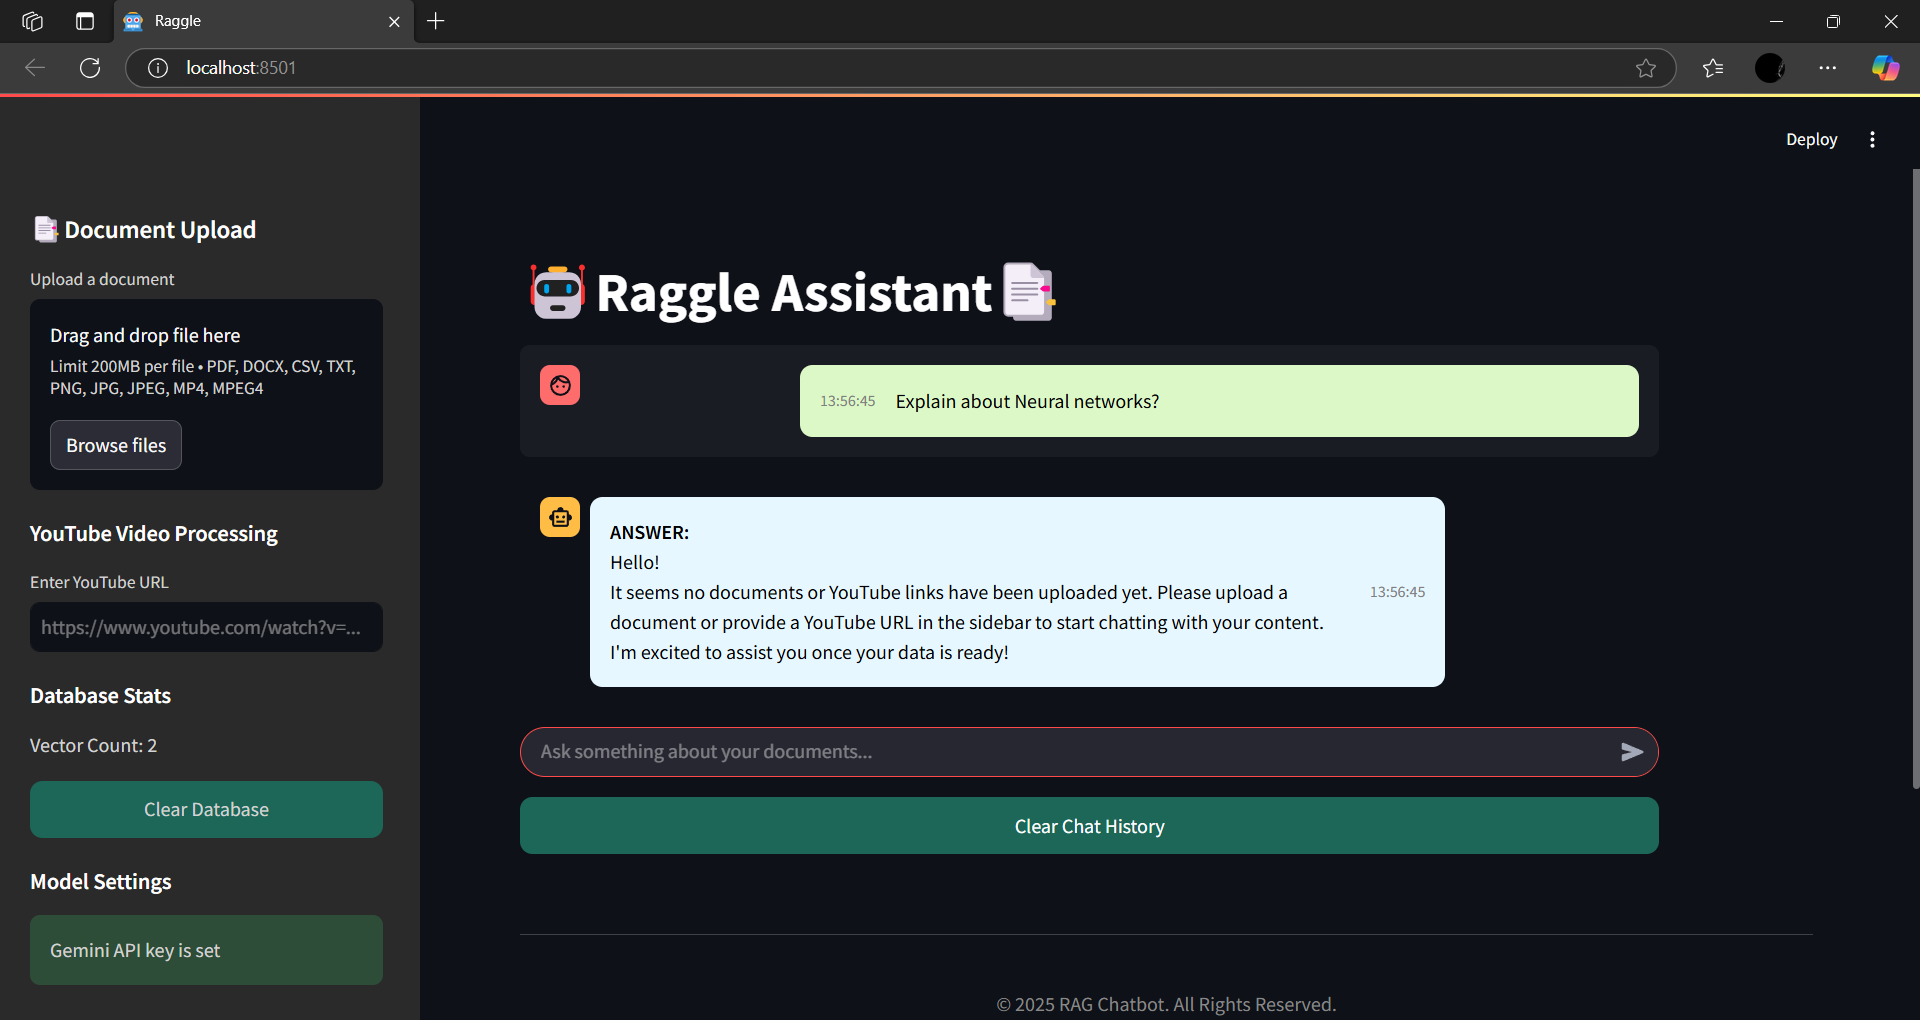 Raggle
localhost:8501
Deploy
Document Upload
Upload a document
Drag and drop file here
Limit 200MB per file • PDF, DOCX, CSV, TXT,
PNG, JPG, JPEG, MP4, MPEG4
Browse files
YouTube Video Processing
Enter YouTube URL
https://www.youtube.com/watch?v=...
Database Stats
Vector Count: 2
Clear Database
Model Settings
Gemini API key is set
Raggle Assistant
13:56:45 Explain about Neural networks?
ANSWER:
Hello!
It seems no documents or YouTube links have been uploaded yet. Please upload a
document or provide a YouTube URL in the sidebar to start chatting with your content.
I'm excited to assist you once your data is ready!
13:56:45
Ask something about your documents...
Clear Chat History
© 2025 RAG Chatbot. All Rights Reserved.